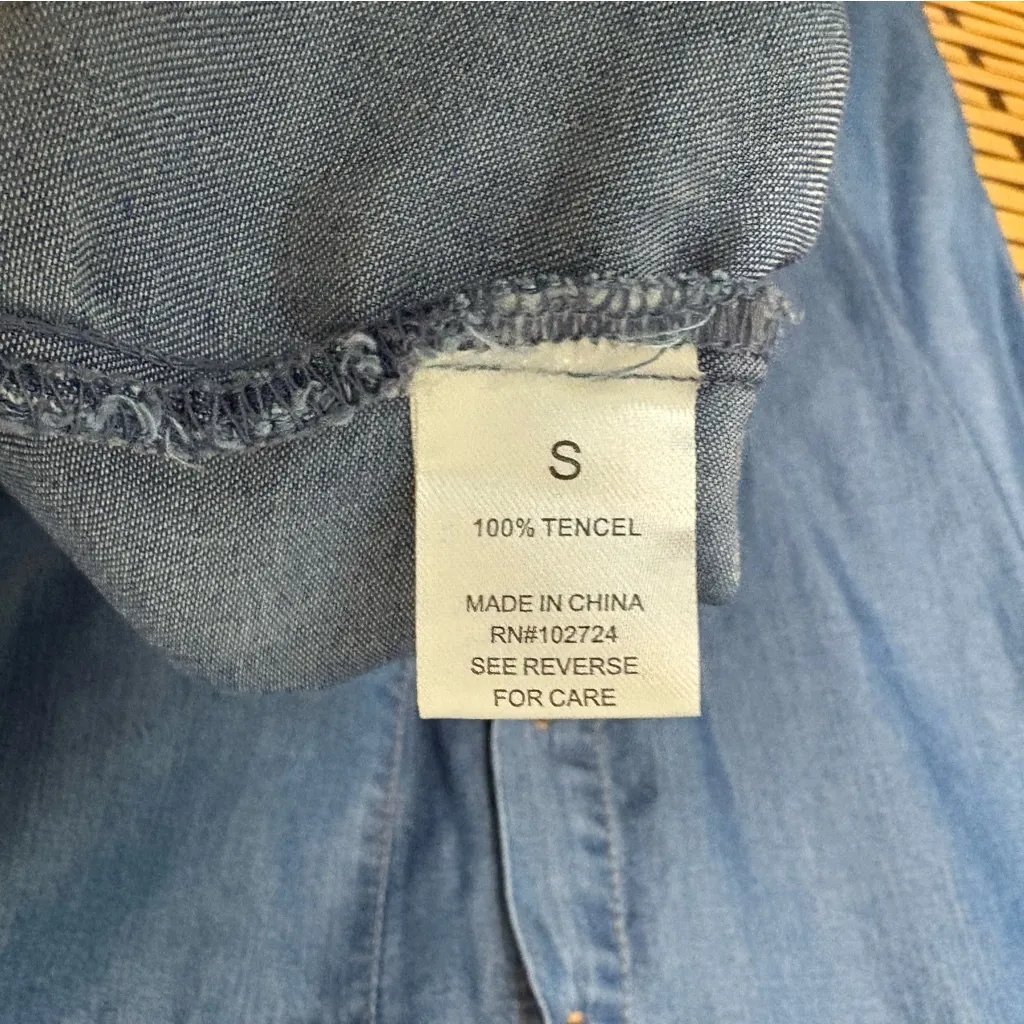 S
100% TENCEL
MADE IN CHINA
RN#102724
SEE REVERSE
FOR CARE